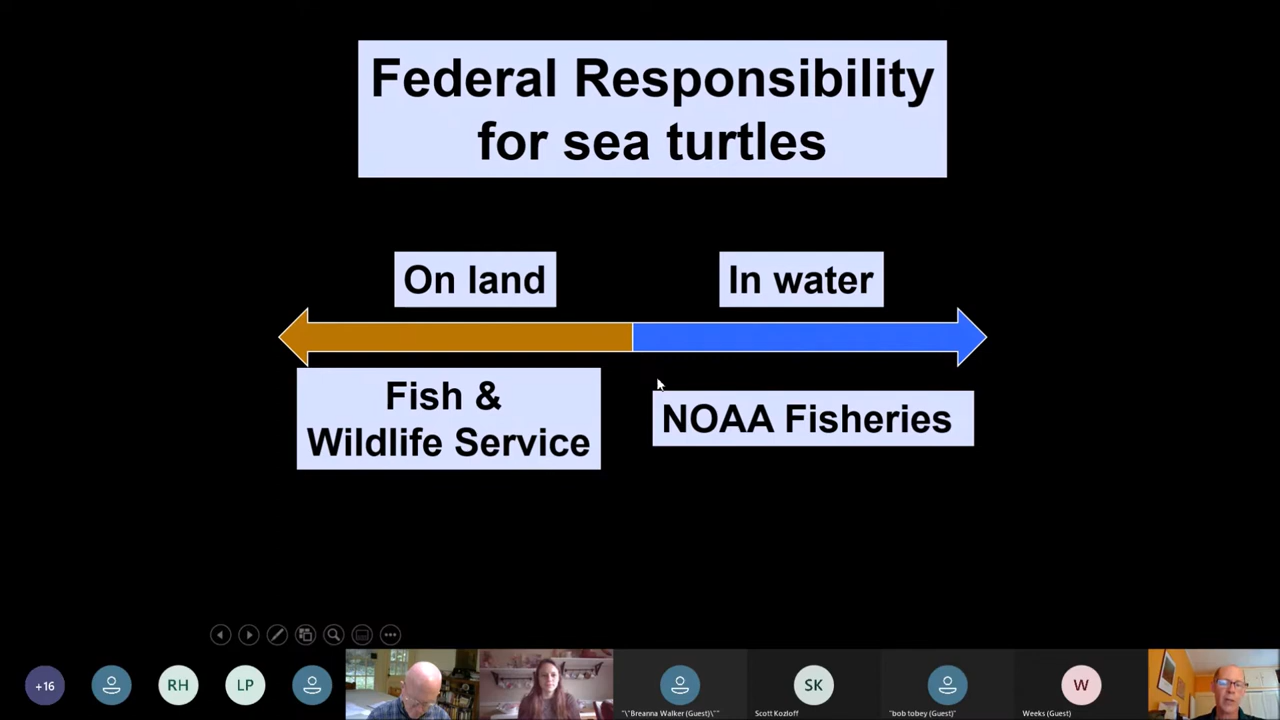 Federal Responsibility
for sea turtles
On land
In water
Fish &
Wildlife Service
NOAA Fisheries
+16
RH
LP
SK
W
"\"Breanna Walker (Guest)\""
Scott Kozloff
"bob tobey (Guest)"
Weeks (Guest)